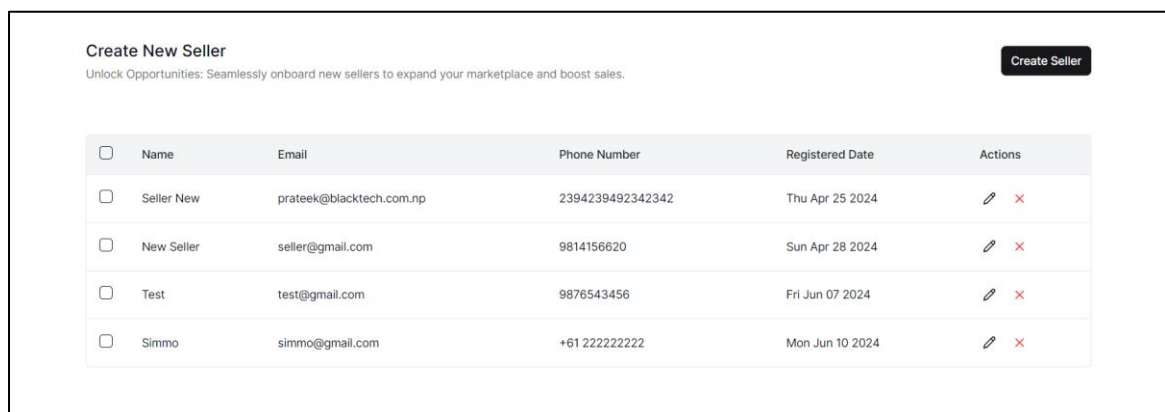 Create New Seller
Unlock Opportunities: Seamlessly onboard new sellers to expand your marketplace and boost sales.
Create Seller
Name Email Phone Number Registered Date Actions
Seller New prateek@blacktech.com.np 2394239492342342 Thu Apr 25 2024
New Seller seller@gmail.com 9814156620 Sun Apr 28 2024
Test test@gmail.com 9876543456 Fri Jun 07 2024
Simmo simmo@gmail.com +61 222222222 Mon Jun 10 2024